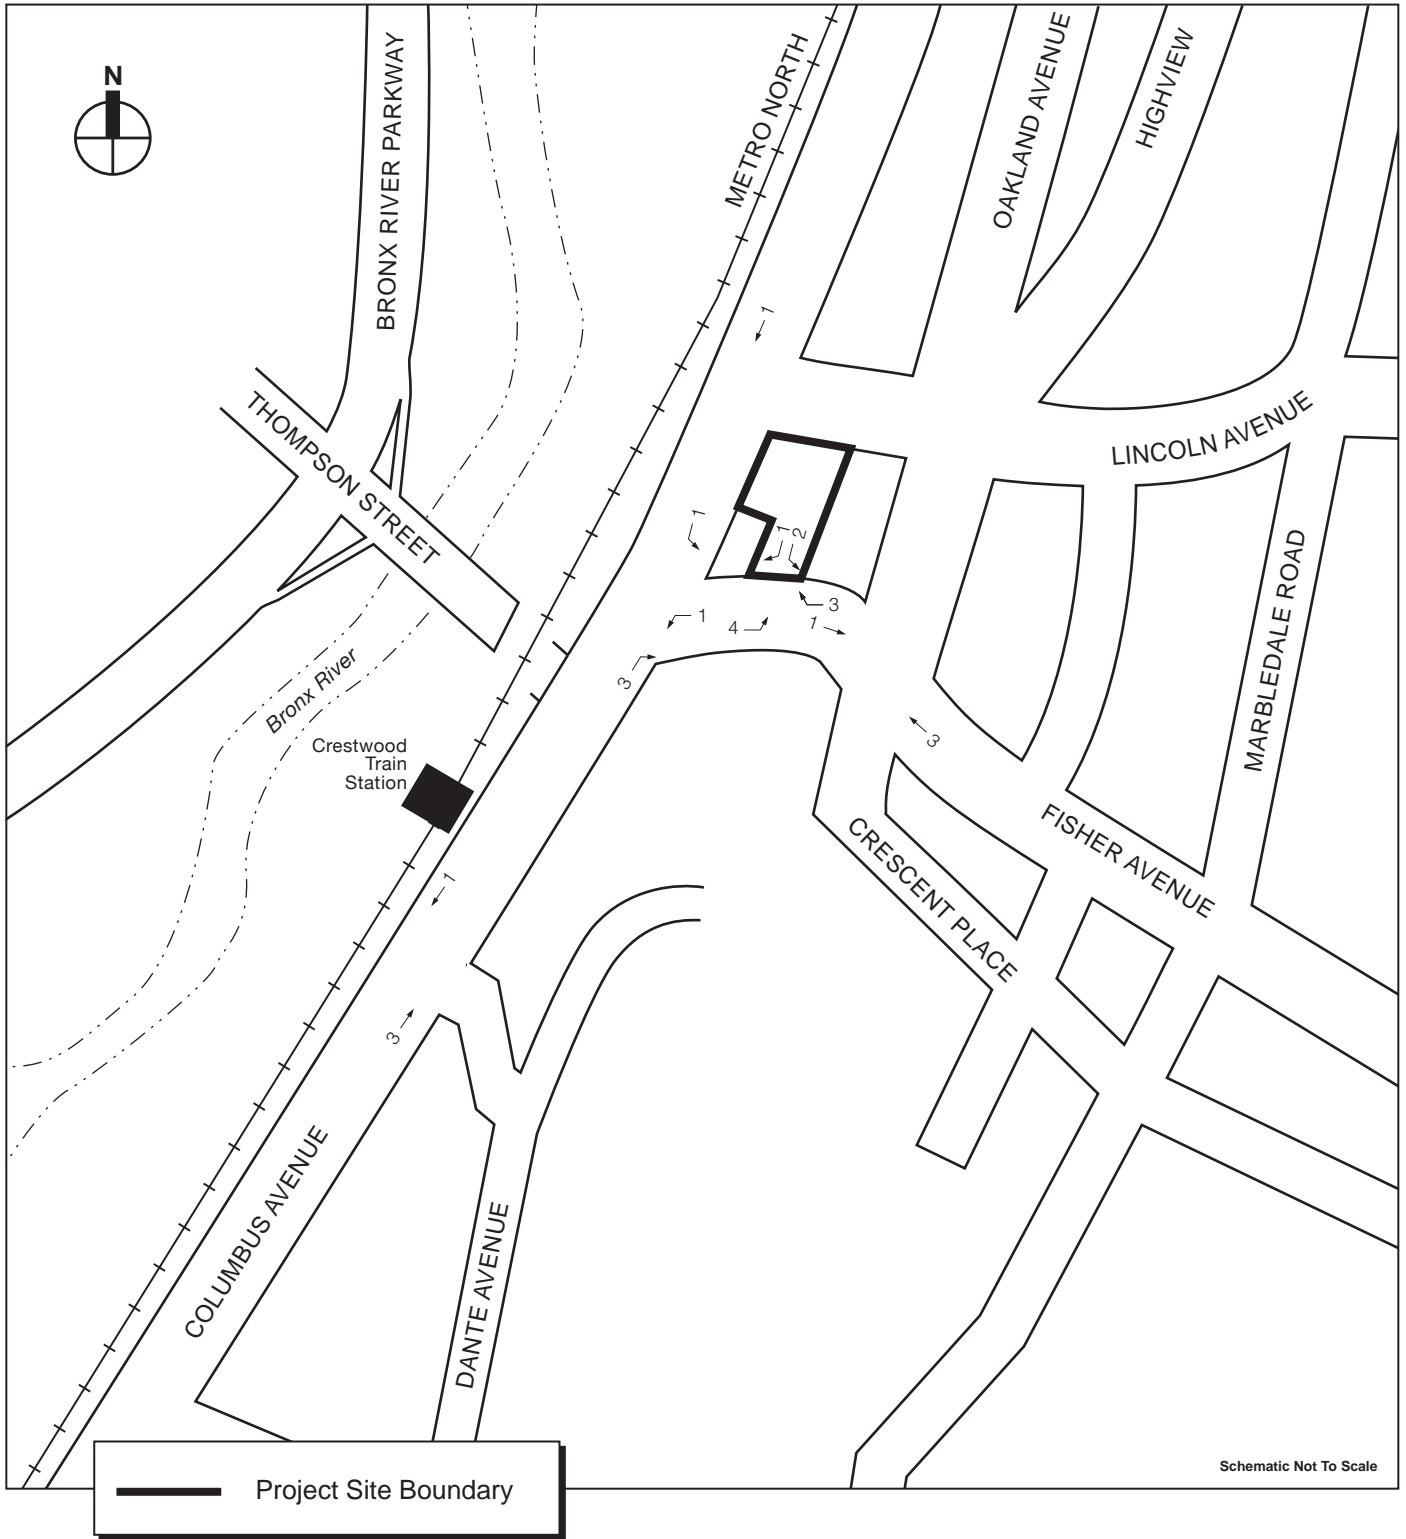 N
BRONX RIVER PARKWAY
METRO NORTH
OAKLAND AVENUE
HIGHVIEW
1
THOMPSON STREET
LINCOLN AVENUE
1
1
2
3
1
4
1
3
MARBLEDALE ROAD
Bronx River
3
Crestwood
Train
Station
FISHER AVENUE
CRESCENT PLACE
1
3
COLUMBUS AVENUE
DANTE AVENUE
Schematic Not To Scale
Project Site Boundary